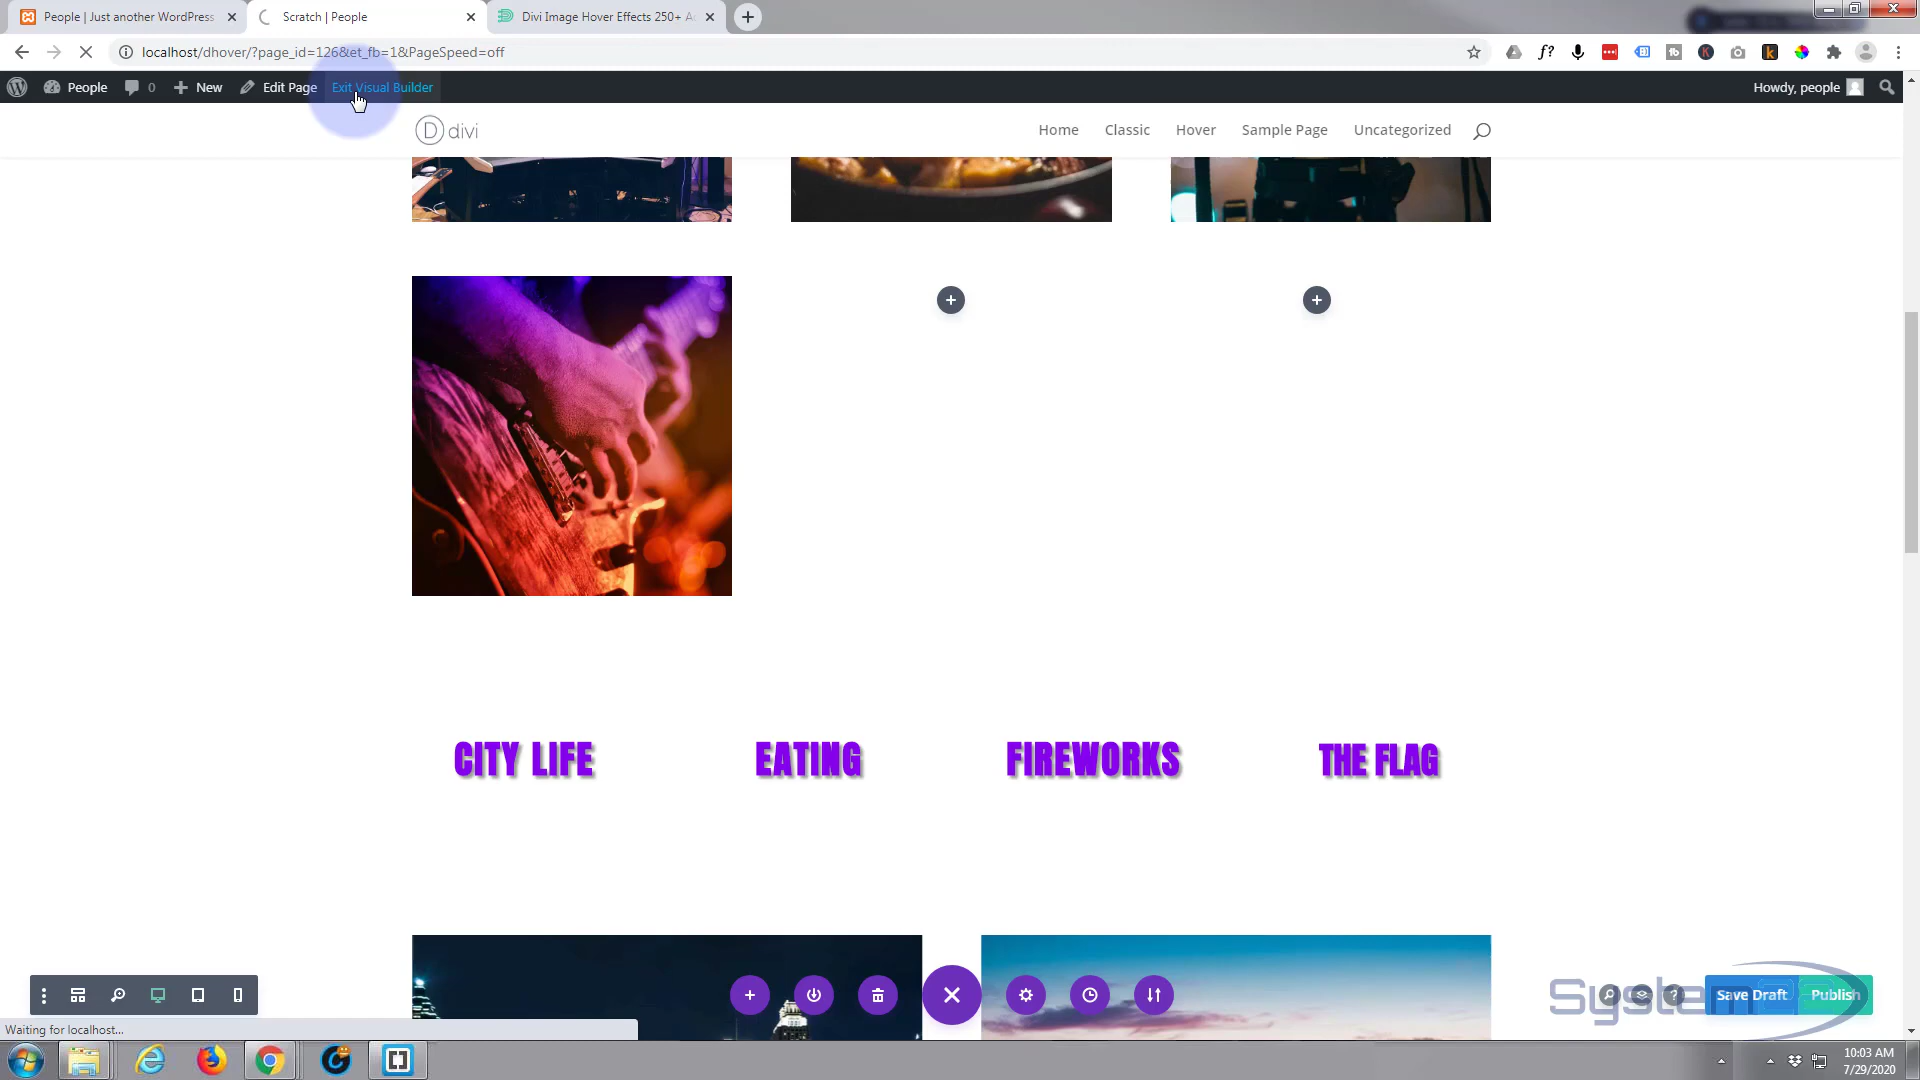 People | Just another WordPress
Scratch | People
Divi Image Hover Effects 250+ A
localhost/dhover/?page_id=126&et_fb=1&PageSpeed=off
People
0
New
Edit Page
Exit Visual Builder
Howdy, people
D divi
Home
Classic
Hover
Sample Page
Uncategorized
CITY LIFE
EATING
FIREWORKS
THE FLAG
System22
Save Draft
Publish
Waiting for localhost...
10:03 AM
7/29/2020